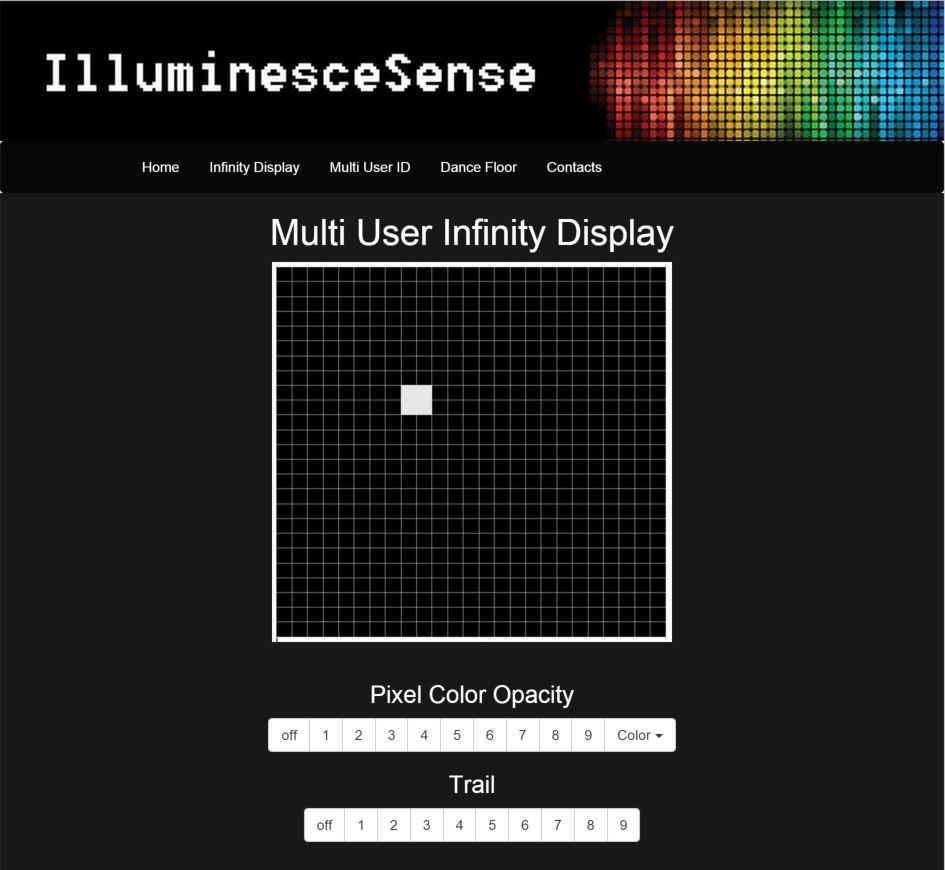 IlluminesceSense
Home Infinity Display Multi User ID Dance Floor Contacts
Multi User Infinity Display
Pixel Color Opacity
off 1 2 3 4 5 6 7 8 9 Color
Trail
off 1 2 3 4 5 6 7 8 9